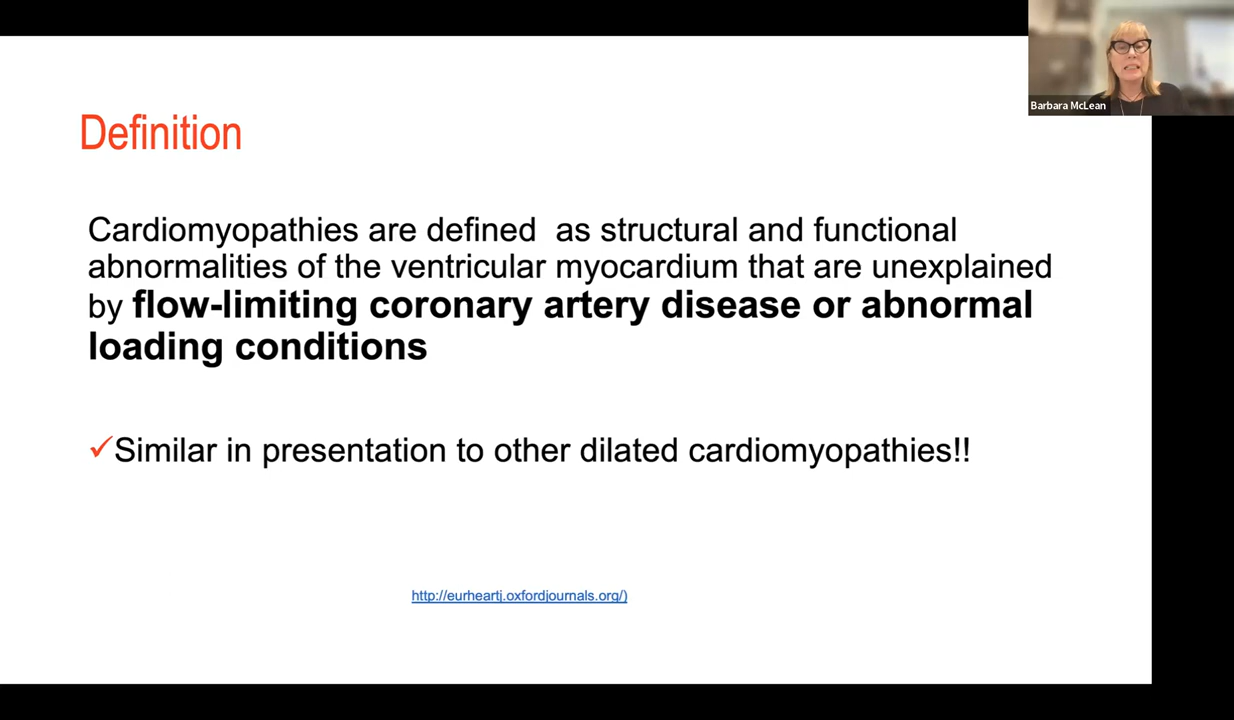 Barbara McLean
Definition
Cardiomyopathies are defined  as structural and functional
abnormalities of the ventricular myocardium that are unexplained
by flow-limiting coronary artery disease or abnormal
loading conditions
✓Similar in presentation to other dilated cardiomyopathies!!
http://eurheartj.oxfordjournals.org/)